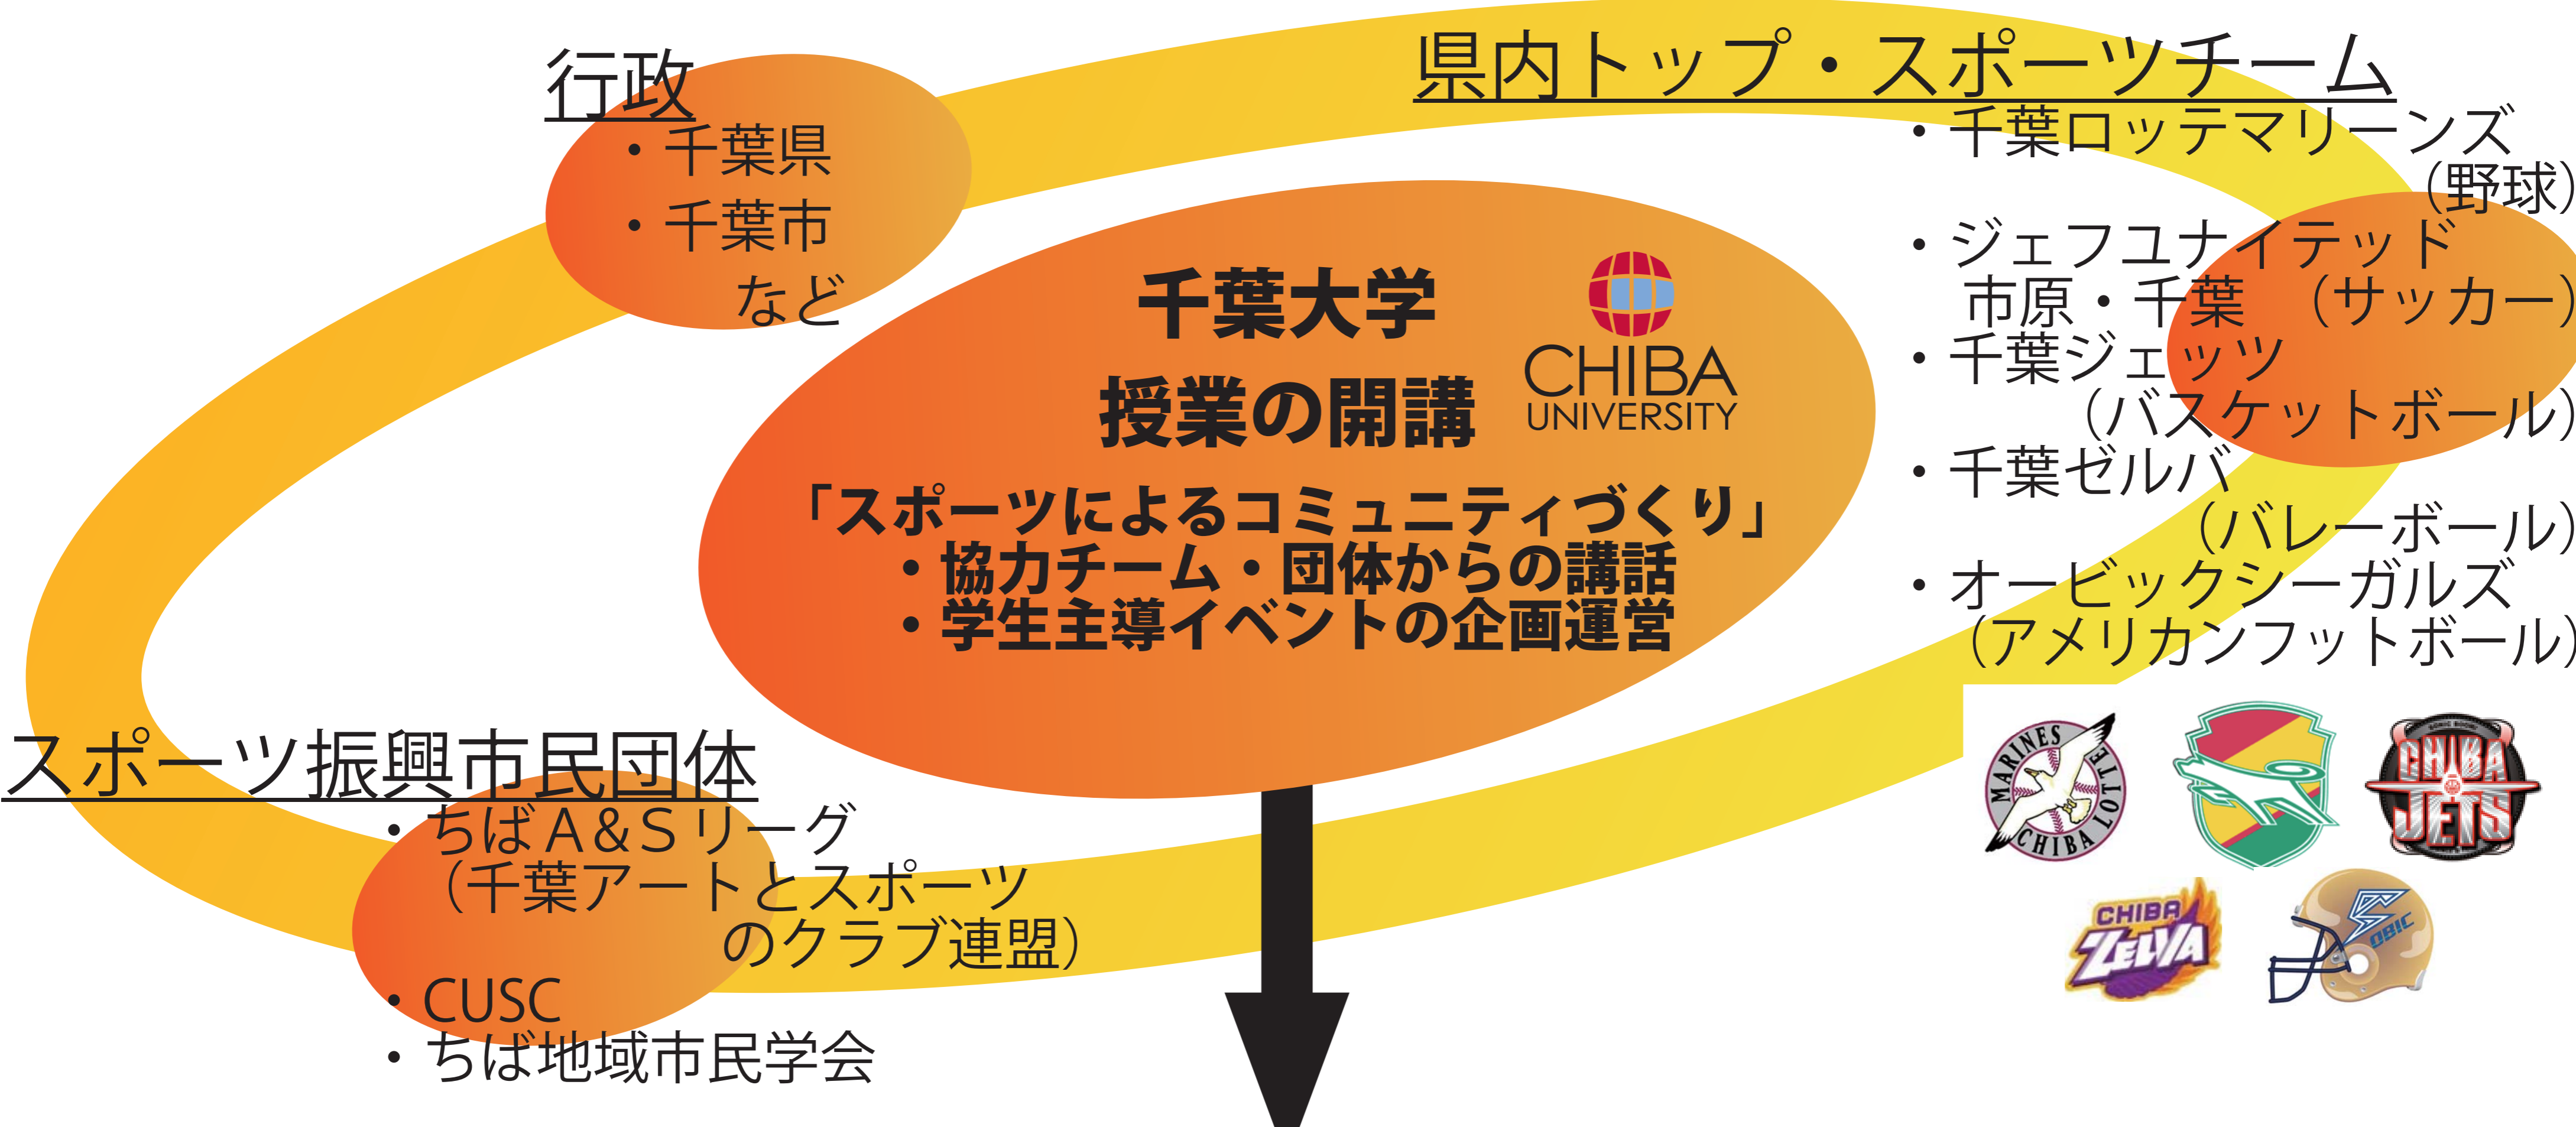 行政
・千葉県
・千葉市
など
県内トップ・スポーツチーム
・千葉ロッテマリーンズ
（野球）
・ジェフユナイテッド
市原・千葉　（サッカー）
・千葉ジェッツ
（バスケットボール）
・千葉ゼルバ
（バレーボール）
・オービックシーガルズ
（アメリカンフットボール）
千葉大学
授業の開講
CHIBA
UNIVERSITY
「スポーツによるコミュニティづくり」
・協力チーム・団体からの講話
・学生主導イベントの企画運営
スポーツ振興市民団体
・ちばA&Sリーグ
（千葉アートとスポーツ
のクラブ連盟）
・CUSC
・ちば地域市民学会
MARINES
CHIBA LOTTE
CHIBA
JETS
CHIBA
ZELVA
OBIC